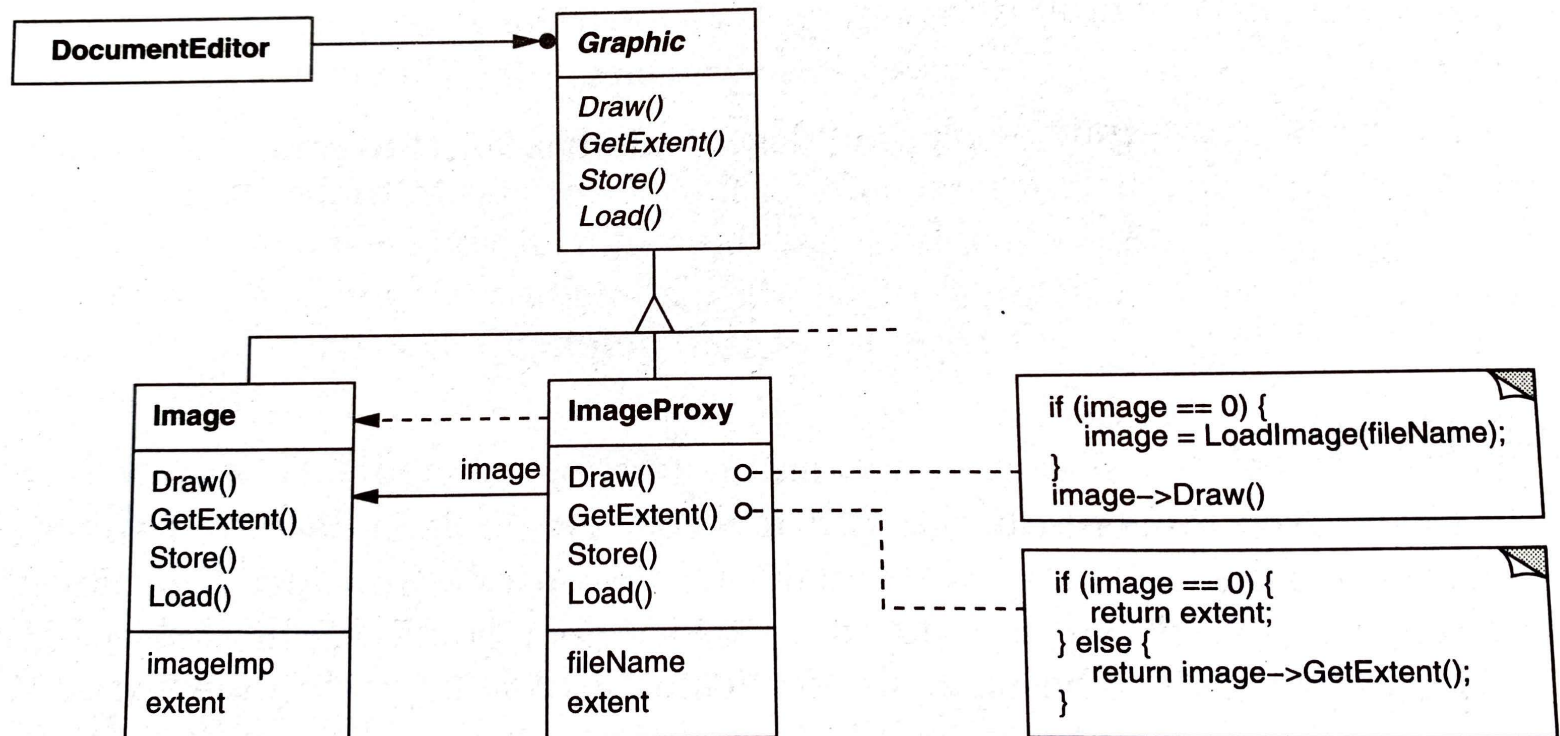 DocumentEditor
Graphic
Draw()
GetExtent()
Store()
Load()
Image
Draw()
GetExtent()
Store()
Load()
imageImp
extent
image
ImageProxy
Draw()
GetExtent()
Store()
Load()
fileName
extent
if (image == 0) {
image = LoadImage(fileName);
}
image–>Draw()
if (image == 0) {
return extent;
} else {
return image–>GetExtent();
}